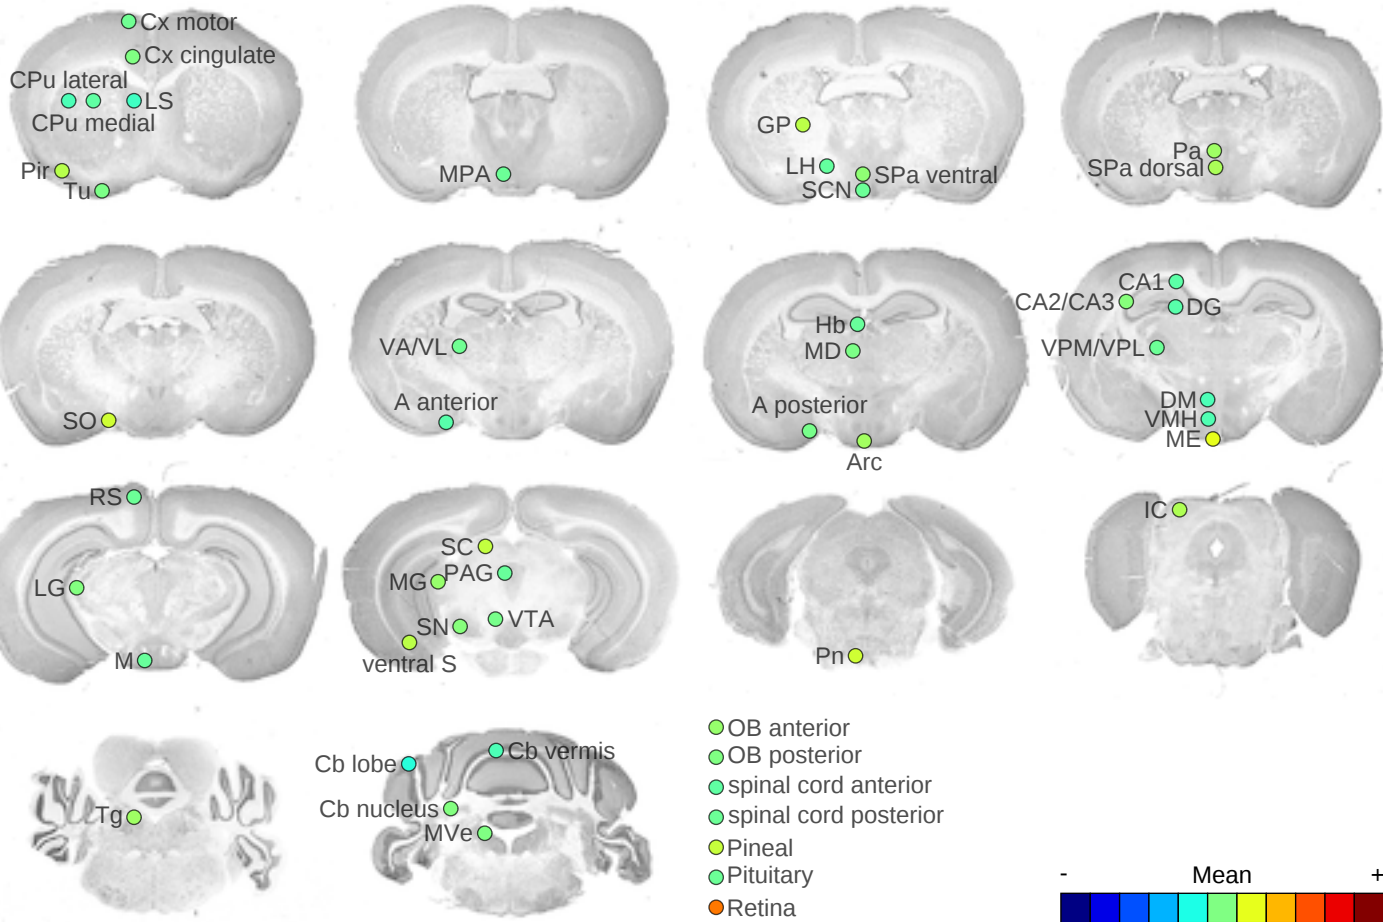 Cx motor
Cx cingulate
CPu lateral
LS
CPu medial
Pir
Tu
MPA
GP
LH
SPa ventral
SCN
Pa
SPa dorsal
SO
VA/VL
A anterior
Hb
MD
A posterior
Arc
CA1
CA2/CA3
DG
VPM/VPL
DM
VMH
ME
RS
LG
M
SC
MG
PAG
SN
VTA
ventral S
Pn
IC
Tg
Cb lobe
Cb vermis
Cb nucleus
MVe
OB anterior
OB posterior
spinal cord anterior
spinal cord posterior
Pineal
Pituitary
Retina
- Mean +